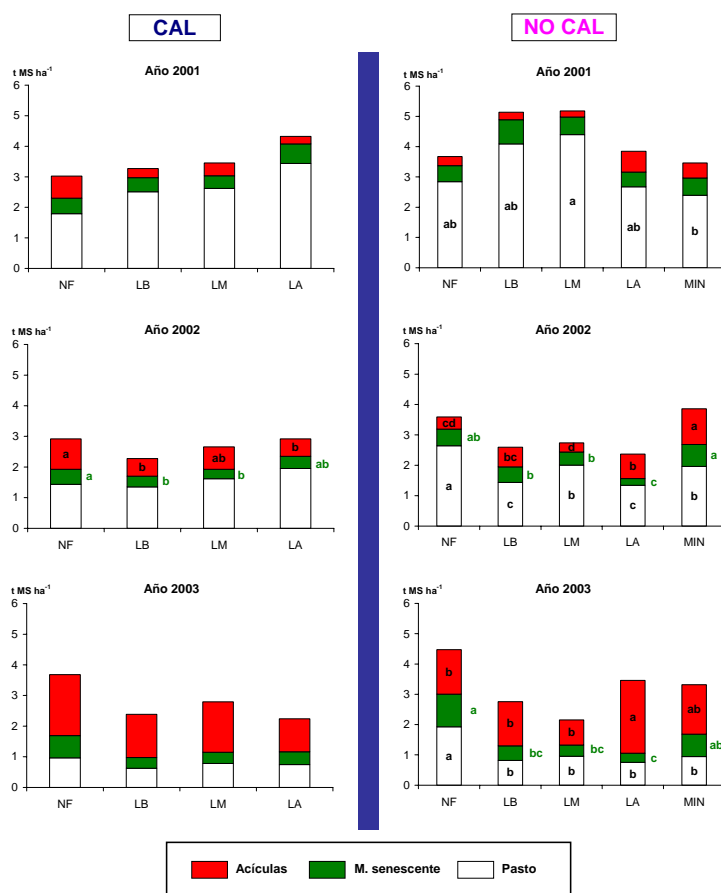 CAL
NO CAL
t MS ha-1
Año 2001
6
5
4
3
2
1
0
NF LB LM LA
t MS ha-1
Año 2001
6
5
4
3
2
1
0
ab ab a ab b
NF LB LM LA MIN
t MS ha-1
Año 2002
6
5
4
3
2
1
0
a b ab b
a b b ab
NF LB LM LA
t MS ha-1
Año 2002
6
5
4
3
2
1
0
cd bc d b a
ab b b c a
a c b c b
NF LB LM LA MIN
t MS ha-1
Año 2003
6
5
4
3
2
1
0
NF LB LM LA
t MS ha-1
Año 2003
6
5
4
3
2
1
0
b b b a ab
a bc bc c ab
a b b b b
NF LB LM LA MIN
Acículas M. senescente Pasto